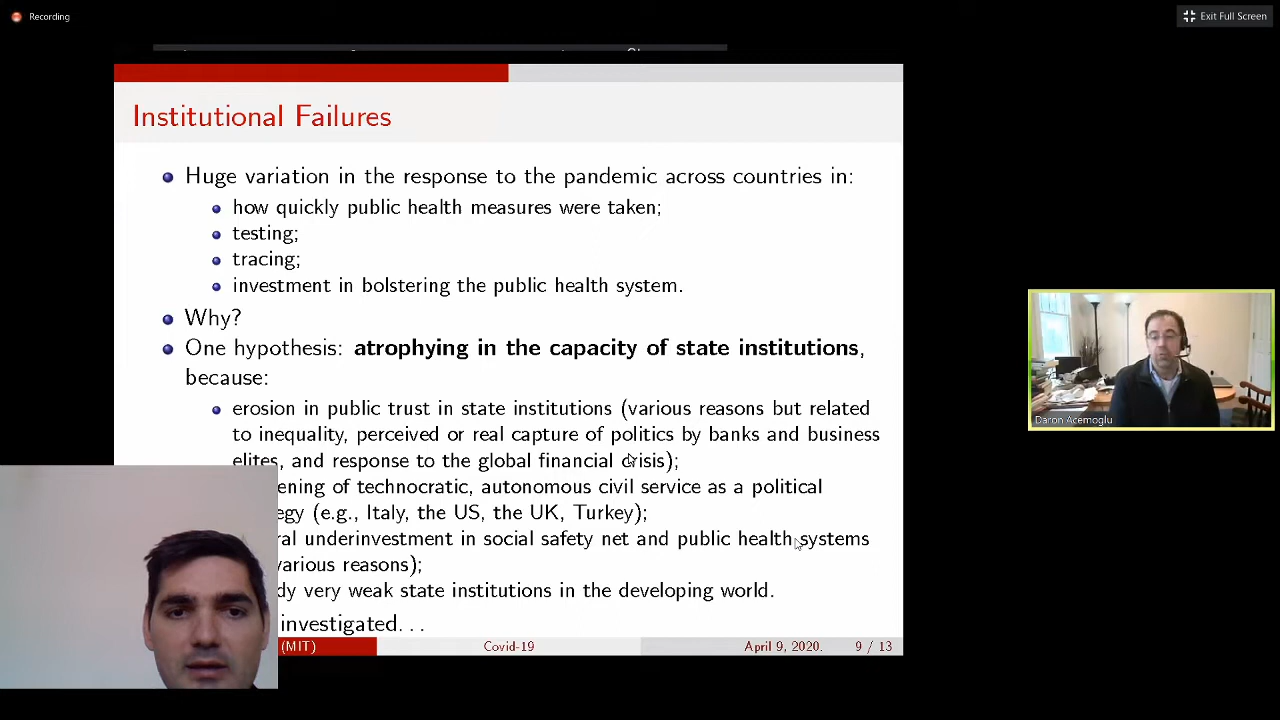 Recording
Exit Full Screen
Institutional Failures
Huge variation in the response to the pandemic across countries in:
how quickly public health measures were taken;
testing;
tracing;
investment in bolstering the public health system.
Why?
One hypothesis: atrophying in the capacity of state institutions,
because:
erosion in public trust in state institutions (various reasons but related
to inequality, perceived or real capture of politics by banks and business
elites, and response to the global financial crisis);
of technocratic, autonomous civil service as a political
(e.g., Italy, the US, the UK, Turkey);
underinvestment in social safety net and public health systems
various reasons);
very weak state institutions in the developing world.
investigated...
(MIT)
Covid-19
April 9, 2020.
9 / 13
Daron Acemoglu